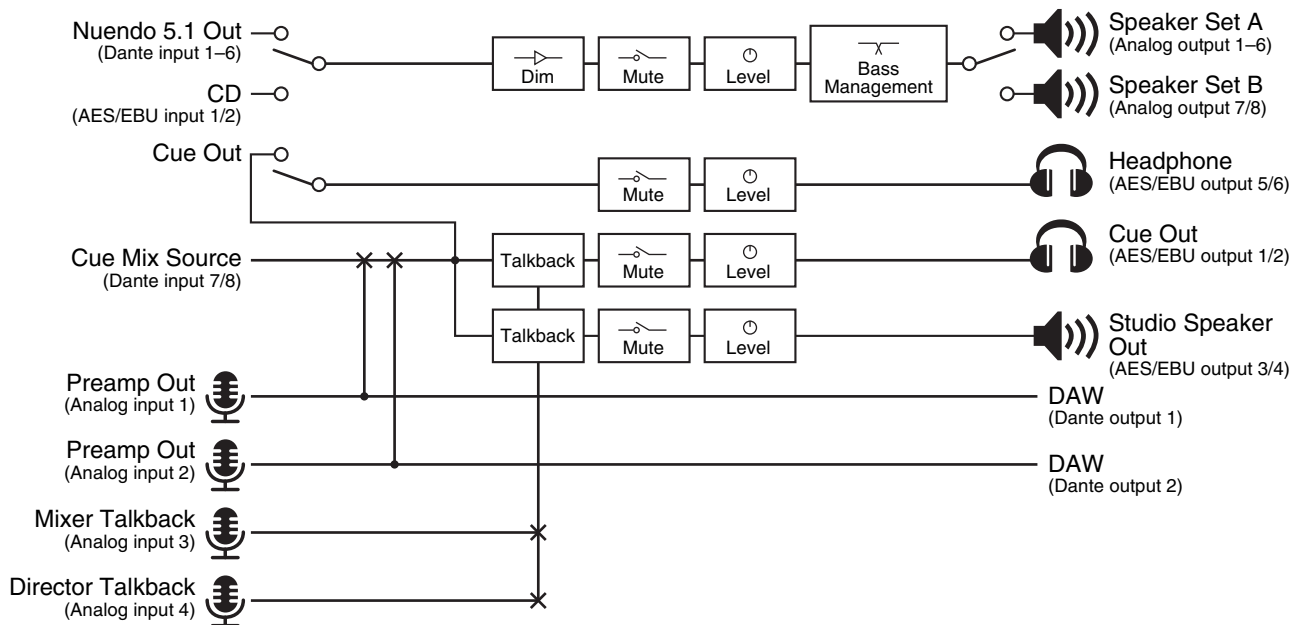 Nuendo 5.1 Out
(Dante input 1–6)
CD
(AES/EBU input 1/2)
Dim
Mute
Level
Bass
Management
Speaker Set A
(Analog output 1–6)
Speaker Set B
(Analog output 7/8)
Cue Out
Mute
Level
Headphone
(AES/EBU output 5/6)
Cue Mix Source
(Dante input 7/8)
Talkback
Mute
Level
Cue Out
(AES/EBU output 1/2)
Talkback
Mute
Level
Studio Speaker
Out
(AES/EBU output 3/4)
Preamp Out
(Analog input 1)
DAW
(Dante output 1)
Preamp Out
(Analog input 2)
DAW
(Dante output 2)
Mixer Talkback
(Analog input 3)
Director Talkback
(Analog input 4)